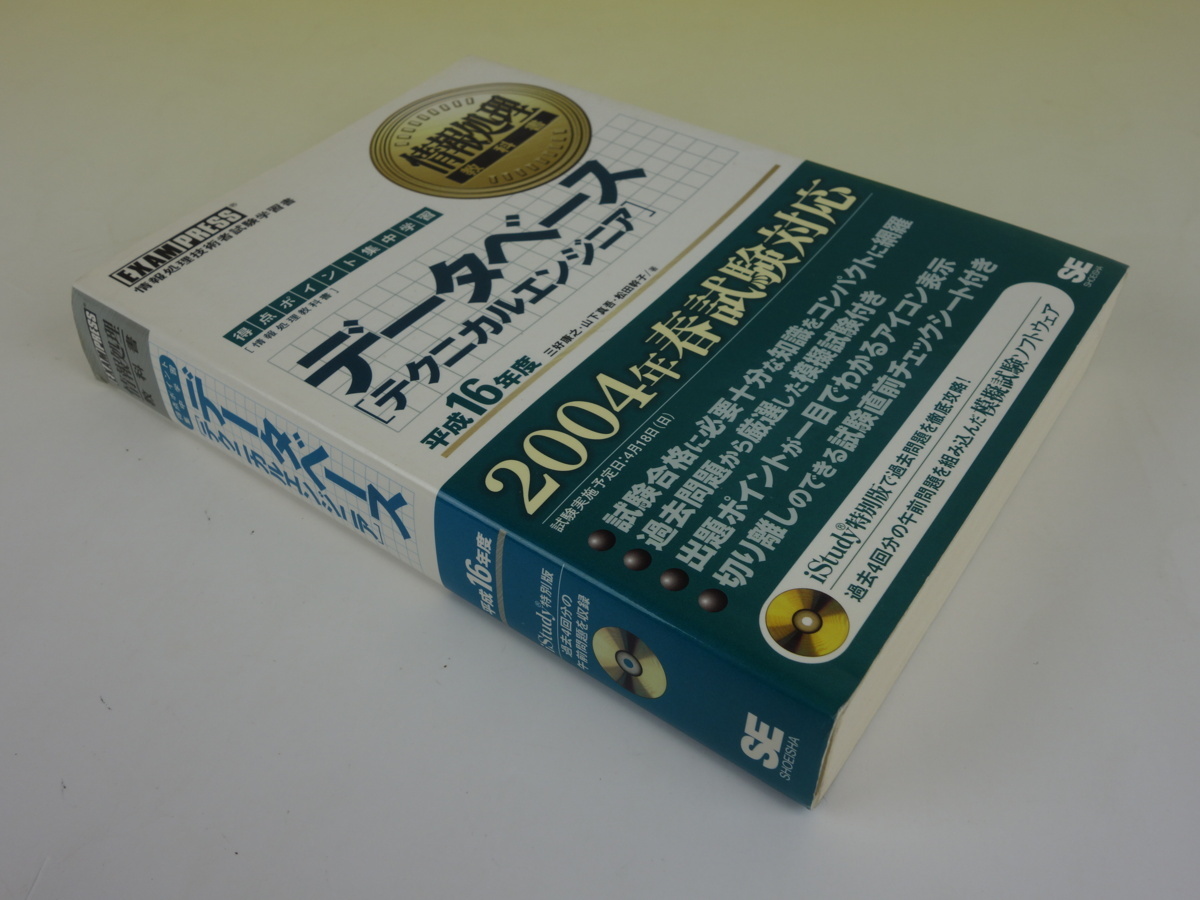 EXAMPRESS®
情報処理技術者試験学習書
情報処理
教科書
得点ポイント集中学習
[情報処理教科書]
データベース
[テクニカルエンジニア]
平成16年度
三好康之・山下真吾・松田幹子/著
2004年春試験対応
試験実施予定日:4月18日(日)
試験合格に必要十分な知識をコンパクトに網羅
過去問題から厳選した模擬試験付き
出題ポイントが一目でわかるアイコン表示
切り離しのできる試験直前チェックシート付き
iStudy®特別版で過去問題を徹底攻略!
過去4回分の午前問題を組み込んだ模擬試験ソフトウェア
SE
SHOEISHA
EXAMPRESS
情報処理
教科書
データベース
[テクニカルエンジニア]
平成16年度
iStudy®特別版
過去4回分の
午前問題を収録
SE
SHOEISHA